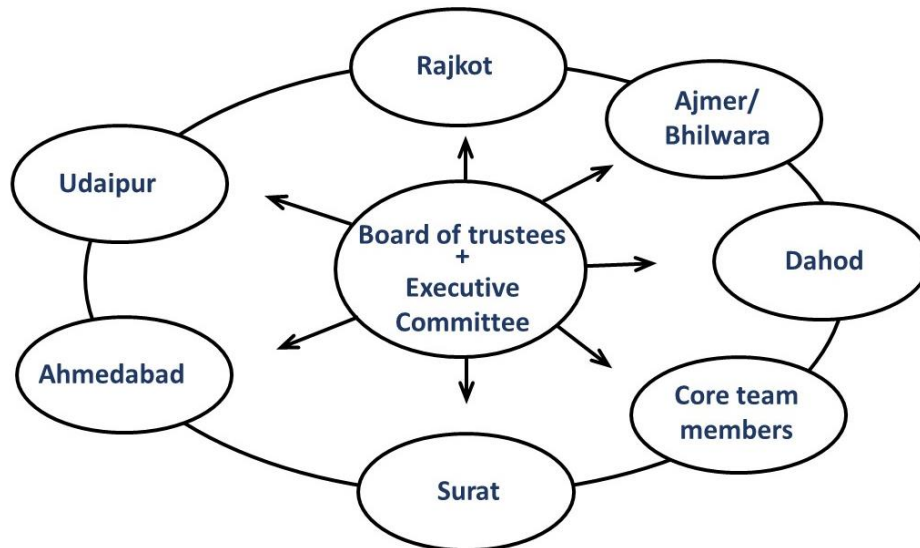 Rajkot
Ajmer/
Bhilwara
Udaipur
Board of trustees
+
Executive
Committee
Dahod
Ahmedabad
Core team
members
Surat